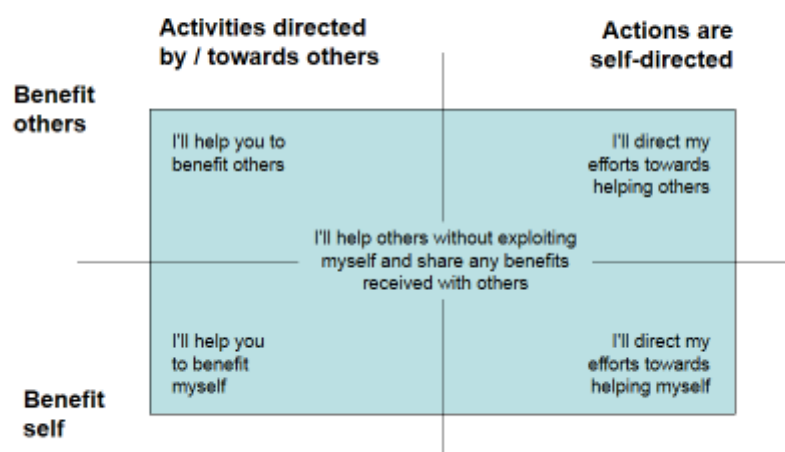 Activities directed
by / towards others
Actions are
self-directed
Benefit
others
I'll help you to
benefit others
I'll direct my
efforts towards
helping others
I'll help others without exploiting
myself and share any benefits
received with others
I'll help you
to benefit
myself
I'll direct my
efforts towards
helping myself
Benefit
self